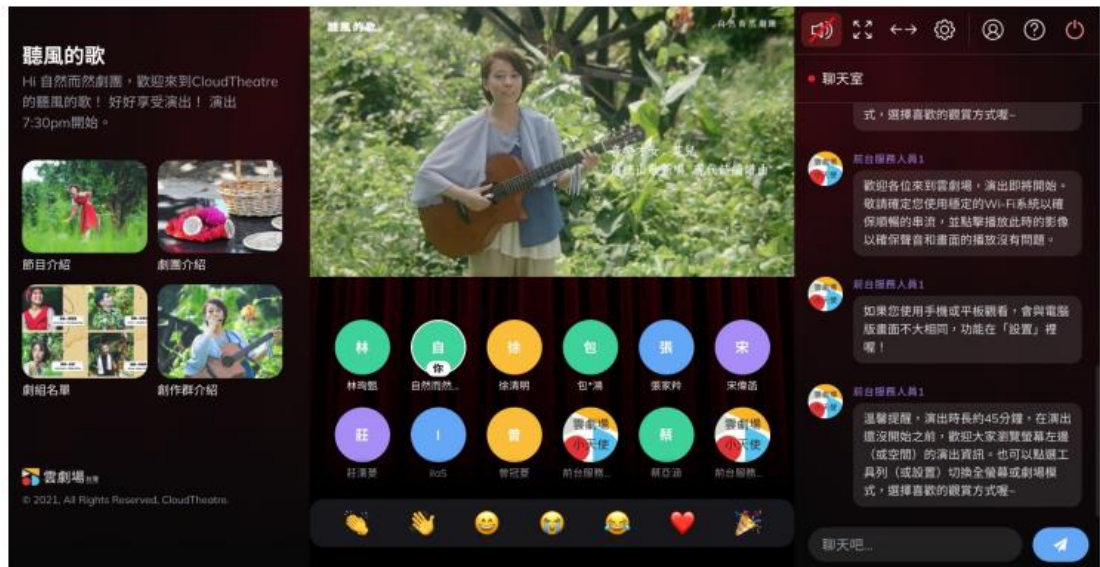 聽風的歌
Hi 自然而然劇團，歡迎來到CloudTheatre
的聽風的歌！ 好好享受演出！ 演出
7:30pm開始。
節目介紹
劇團介紹
劇組名單
創作群介紹
雲劇場
© 2021, All Rights Reserved, CloudTheatre.
聽風的歌
自然而然劇團
林
自
你
徐
包
張
宋
林珣甄
自然而然...
徐清明
包*鴻
張家羚
宋偉茜
莊
I
曾
雲劇場
小天使
蔡
雲劇場
小天使
莊漢菱
ilaS
曾冠菱
前台服務...
蔡亞涵
前台服務...
聊天室
式，選擇喜歡的觀賞方式喔~
前台服務人員1
歡迎各位來到雲劇場，演出即將開始。
敬請確定您使用穩定的Wi-Fi系統以確
保順暢的串流，並點擊播放此時的影像
以確保聲音和畫面的播放沒有問題。
前台服務人員1
如果您使用手機或平板觀看，會與電腦
版畫面不大相同，功能在「設置」裡
喔！
前台服務人員1
溫馨提醒，演出時長約45分鐘，在演出
還沒開始之前，歡迎大家瀏覽螢幕左邊
（或空間）的演出資訊。也可以點選工
具列（或設置）切換全螢幕或劇場模
式，選擇喜歡的觀賞方式喔~
聊天吧...